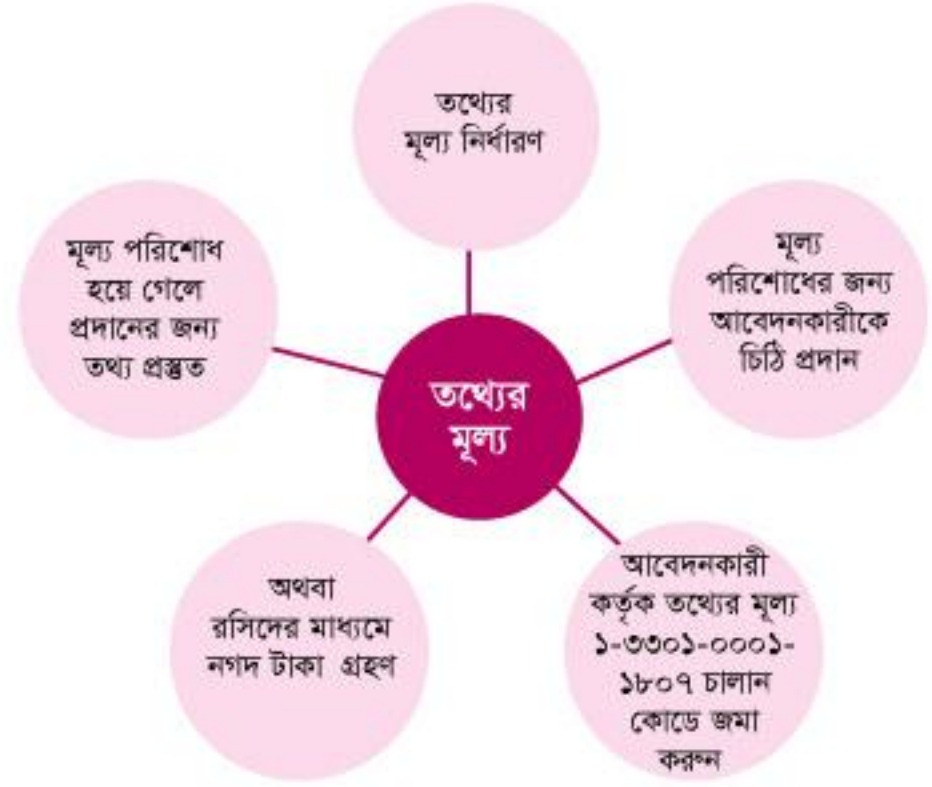 তথ্যের
মূল্য নির্ধারণ
মূল্য
পরিশোধের জন্য
আবেদনকারীকে
চিঠি প্রদান
আবেদনকারী
কর্তৃক তথ্যের মূল্য
১-৩৩০১-০০০১-
১৮০৭ চালান
কোডে জমা
করুন
অথবা
রসিদের মাধ্যমে
নগদ টাকা গ্রহণ
মূল্য পরিশোধ
হয়ে গেলে
প্রদানের জন্য
তথ্য প্রস্তুত
তথ্যের
মূল্য